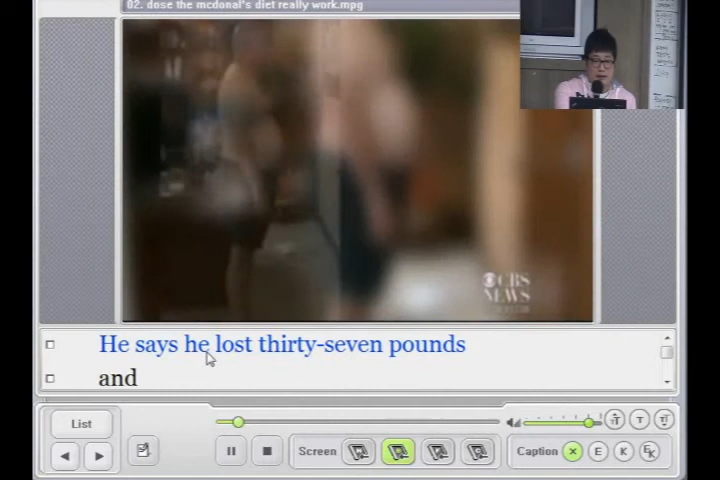 02. dose the mcdonal's diet really work.mpg
CBS
NEWS
He says he lost thirty-seven pounds
and
List
Screen
Caption
× E K EK
T T T